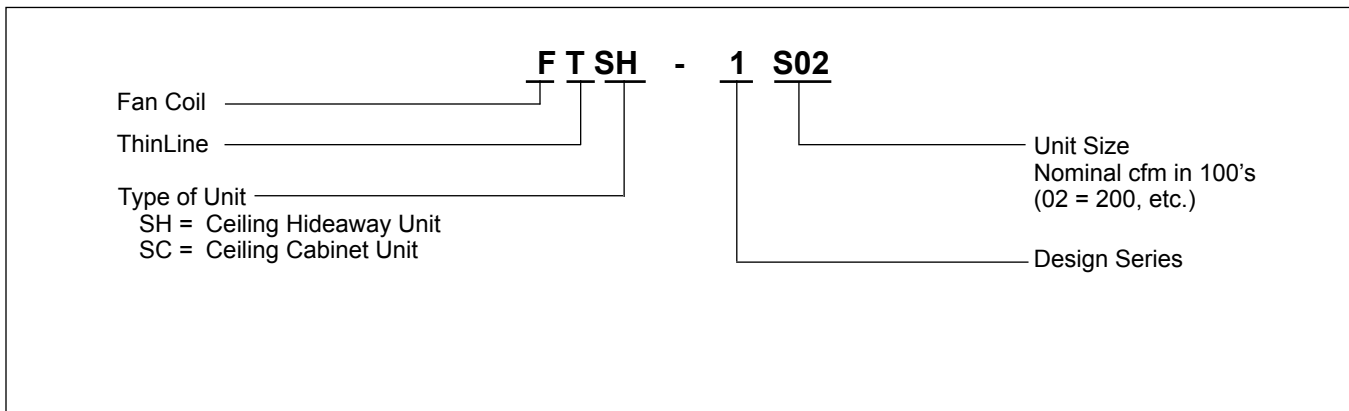 F T SH - 1 S02
Fan Coil
ThinLine
Type of Unit
SH = Ceiling Hideaway Unit
SC = Ceiling Cabinet Unit
Unit Size
Nominal cfm in 100's
(02 = 200, etc.)
Design Series